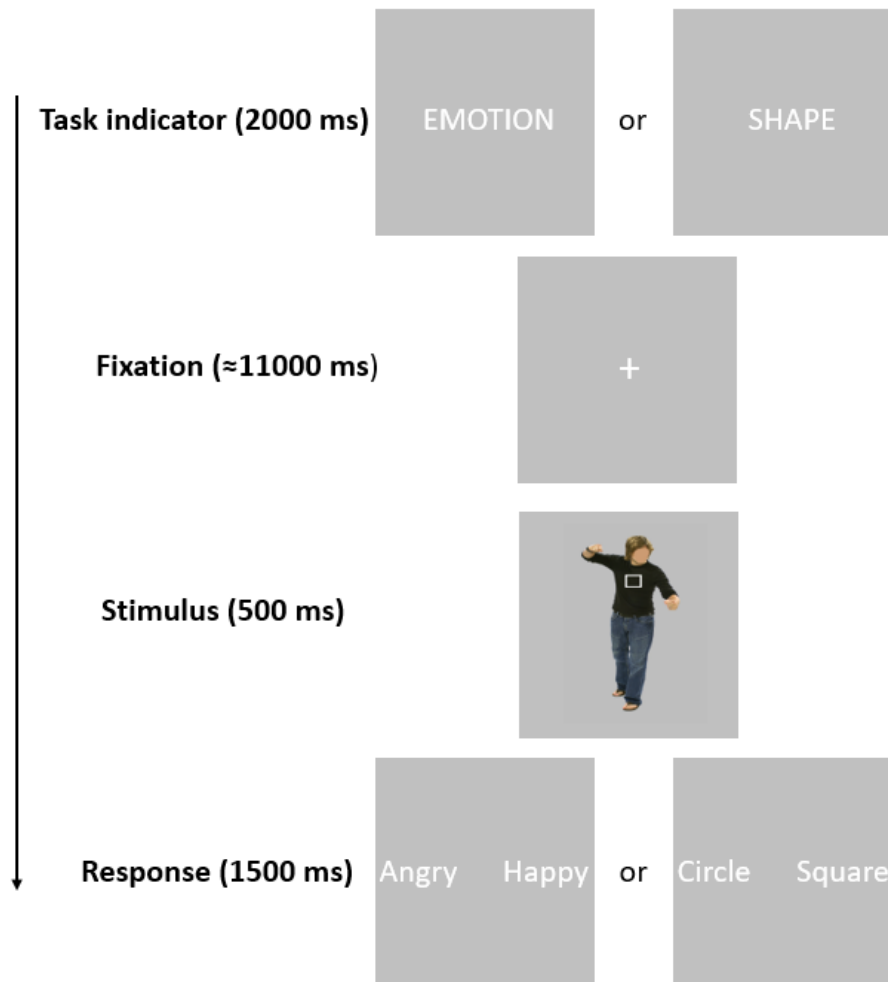 Task indicator (2000 ms) EMOTION or SHAPE
Fixation (≈11000 ms) +
Stimulus (500 ms)
Response (1500 ms) Angry Happy or Circle Square